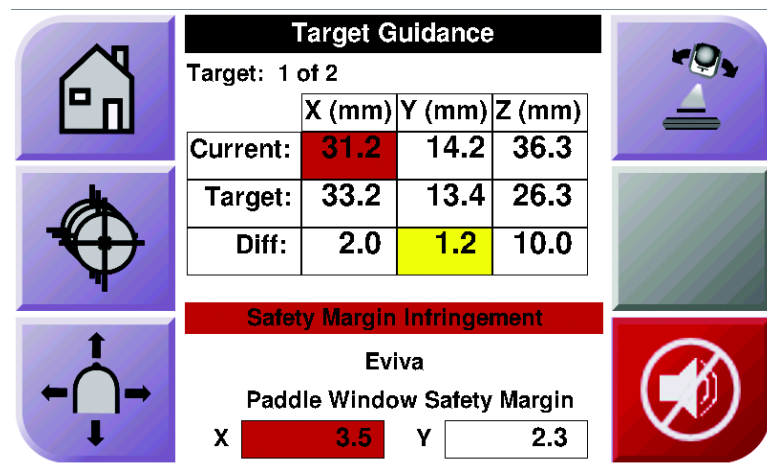 Target Guidance
Target: 1 of 2
X (mm) Y (mm) Z (mm)
Current: 31.2 14.2 36.3
Target: 33.2 13.4 26.3
Diff: 2.0 1.2 10.0
Safety Margin Infringement
Eviva
Paddle Window Safety Margin
X 3.5 Y 2.3